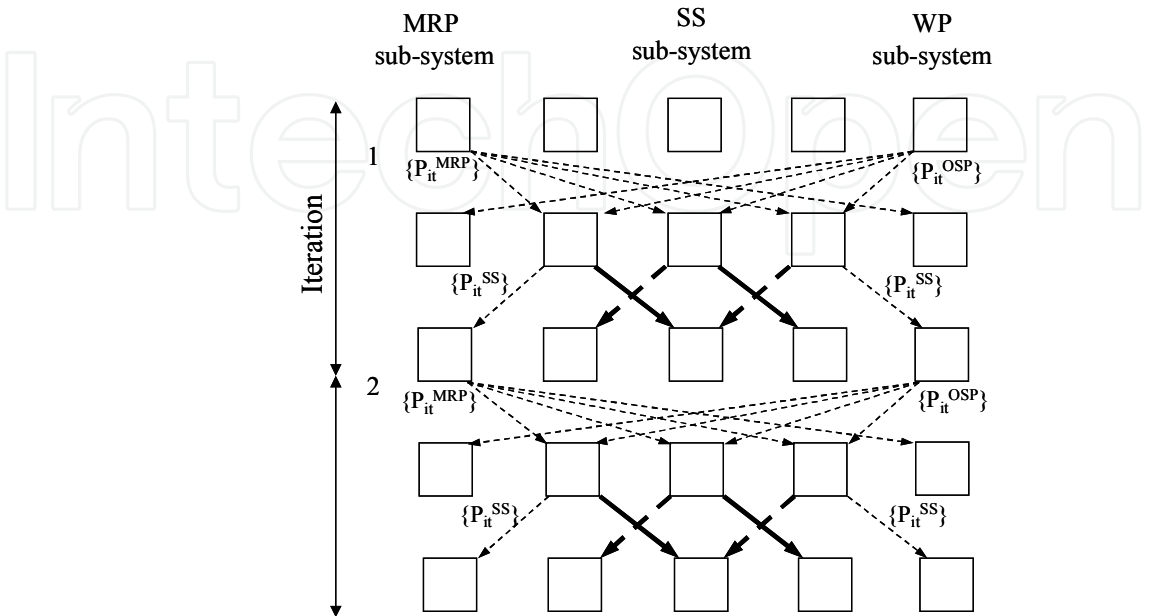 MRP
sub-system
SS
sub-system
WP
sub-system
IntechOpen
1
{P_it^MRP}
{P_it^OSP}
Iteration
{P_it^SS}
{P_it^SS}
2
{P_it^MRP}
{P_it^OSP}
{P_it^SS}
{P_it^SS}